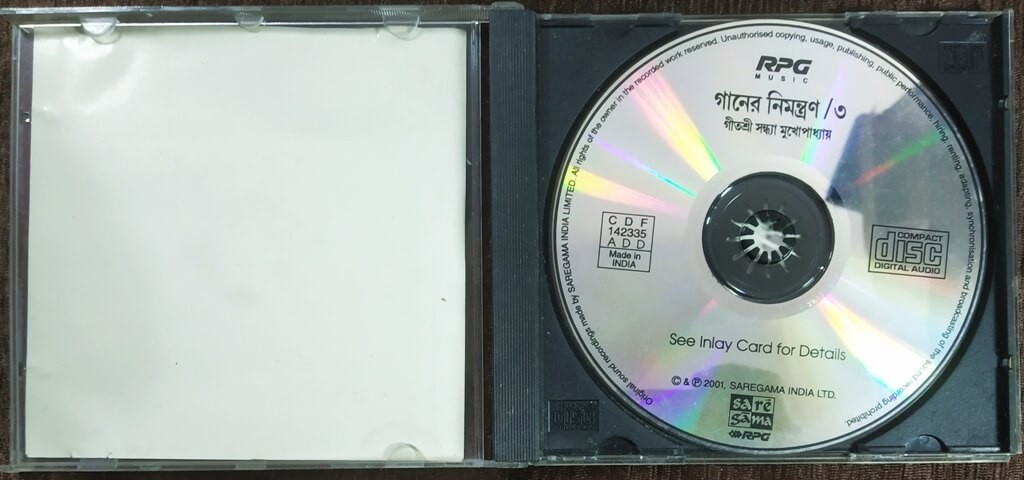 RPG
MUSIC
গানের নিমন্ত্রণ / ৩
গীতশ্রী সন্ধ্যা মুখোপাধ্যায়
CDF
142335
ADD
Made in
INDIA
COMPACT
disc
DIGITAL AUDIO
See Inlay Card for Details
© & ℗ 2001, SAREGAMA INDIA LTD.
sa re
ga ma
RPG
Original sound recordings made by SAREGAMA INDIA LIMITED. All rights of the owner in the recorded work reserved. Unauthorised copying, usage, publishing, public performance, hiring, renting, adapting, synchronisation and broadcasting of the sound recording prohibited.